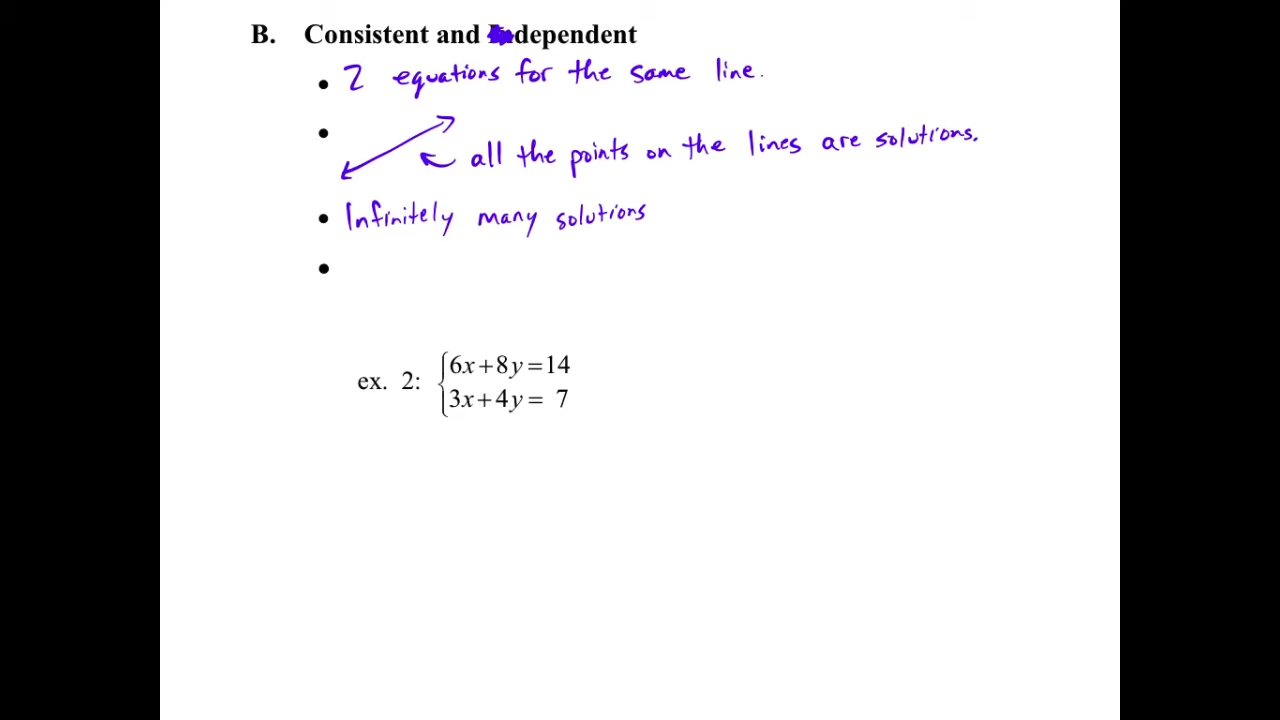 B. Consistent and dependent
• 2 equations for the same line.
• all the points on the lines are solutions.
• Infinitely many solutions
•
ex. 2: {6x+8y=14
{3x+4y= 7